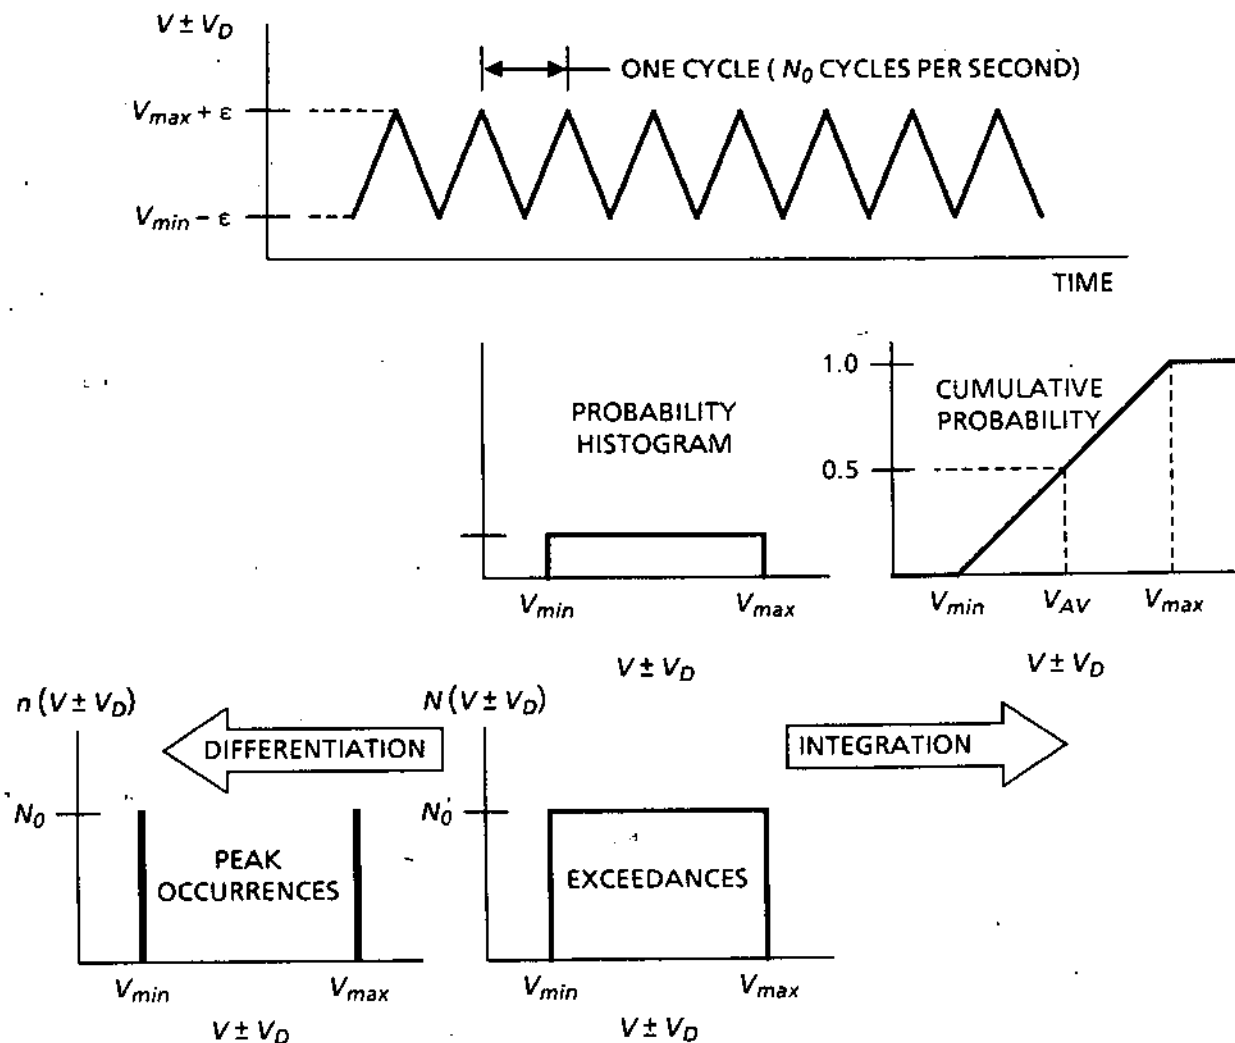 V ± V_D
ONE CYCLE ( N_0 CYCLES PER SECOND)
V_max + ε
V_min – ε
TIME
PROBABILITY
HISTOGRAM
V_min
V_max
V ± V_D
1.0
CUMULATIVE
PROBABILITY
0.5
V_min
V_AV
V_max
V ± V_D
n (V ± V_D)
DIFFERENTIATION
N_0
PEAK
OCCURRENCES
V_min
V_max
V ± V_D
N (V ± V_D)
INTEGRATION
N_0
EXCEEDANCES
V_min
V_max
V ± V_D